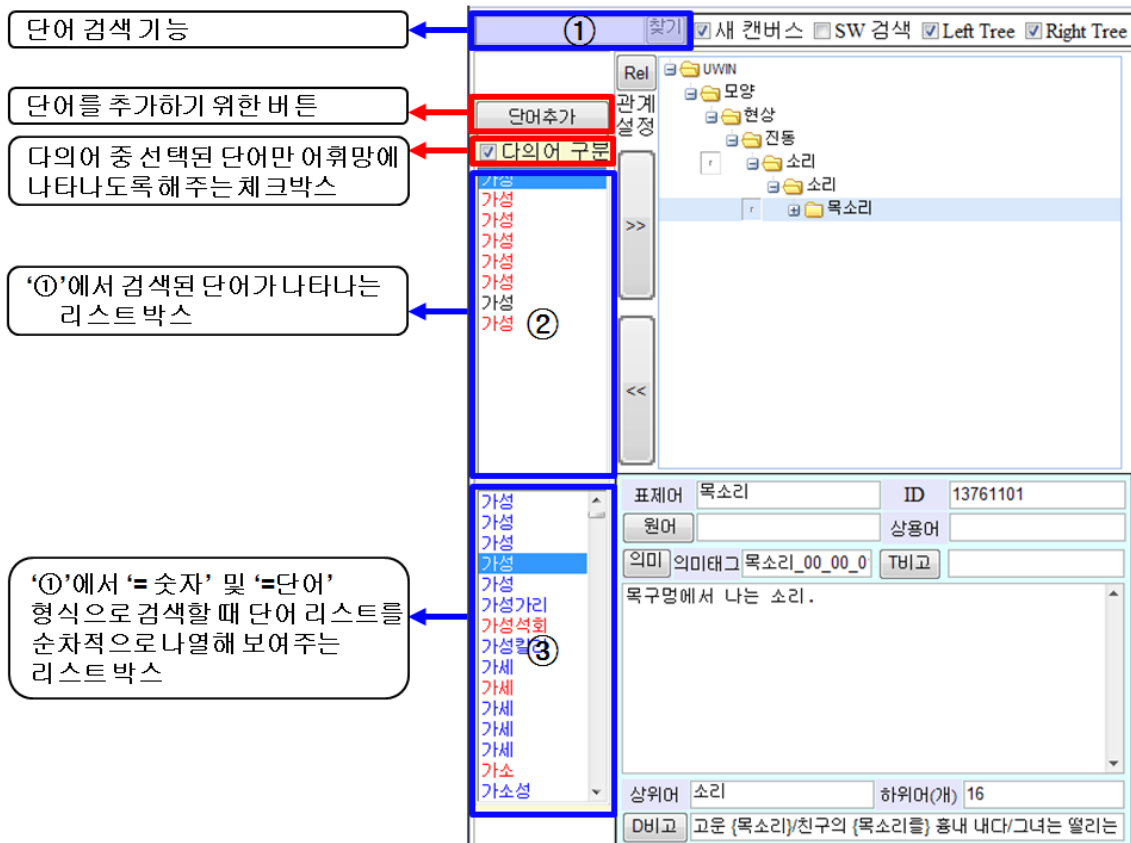 단어 검색 기능
단어를 추가하기 위한 버튼
다의어 중 선택된 단어만 어휘망에
나타나도록 해주는 체크박스
‘①’에서 검색된 단어가 나타나는
리스트 박스
‘①’에서 ‘= 숫자’ 및 ‘=단어’
형식으로 검색할 때 단어 리스트를
순차적으로 나열해 보여주는
리스트 박스
① 찾기 새 캔버스 SW 검색 Left Tree Right Tree
단어추가
다의어 구분
가성
가성
가성
가성
가성
가성
가성
가성
②
Rel
관계
설정
>>
<<
UWIN
모양
현상
진동
r 소리
소리
r 목소리
가성
가성
가성
가성
가성
가성가리
가성석회
가성칼리
③
가세
가세
가세
가세
가세
가소
가소성
표제어 목소리 ID 13761101
원어 상용어
의미 의미태그 목소리_00_00_0 T비고
목구멍에서 나는 소리.
상위어 소리 하위어(개) 16
D비고 고운 {목소리}/친구의 {목소리를} 흉내 내다/그녀는 떨리는